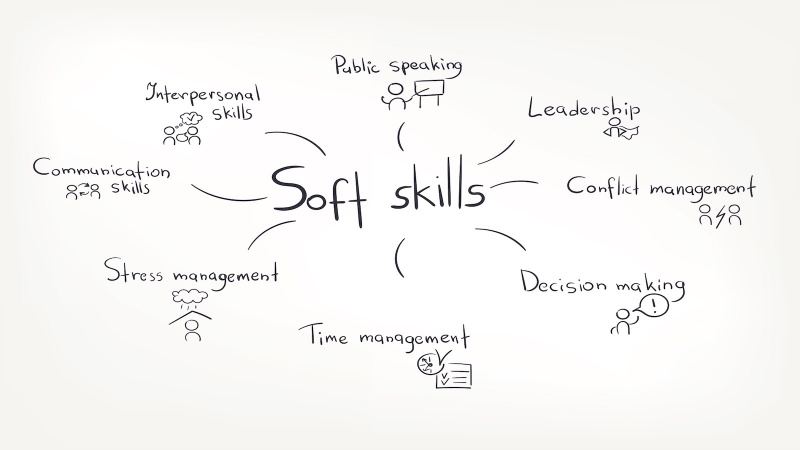 Public speaking
Interpersonal
skills
Leadership
Communication
skills
Soft skills
Conflict management
Stress management
Decision making
!
Time management